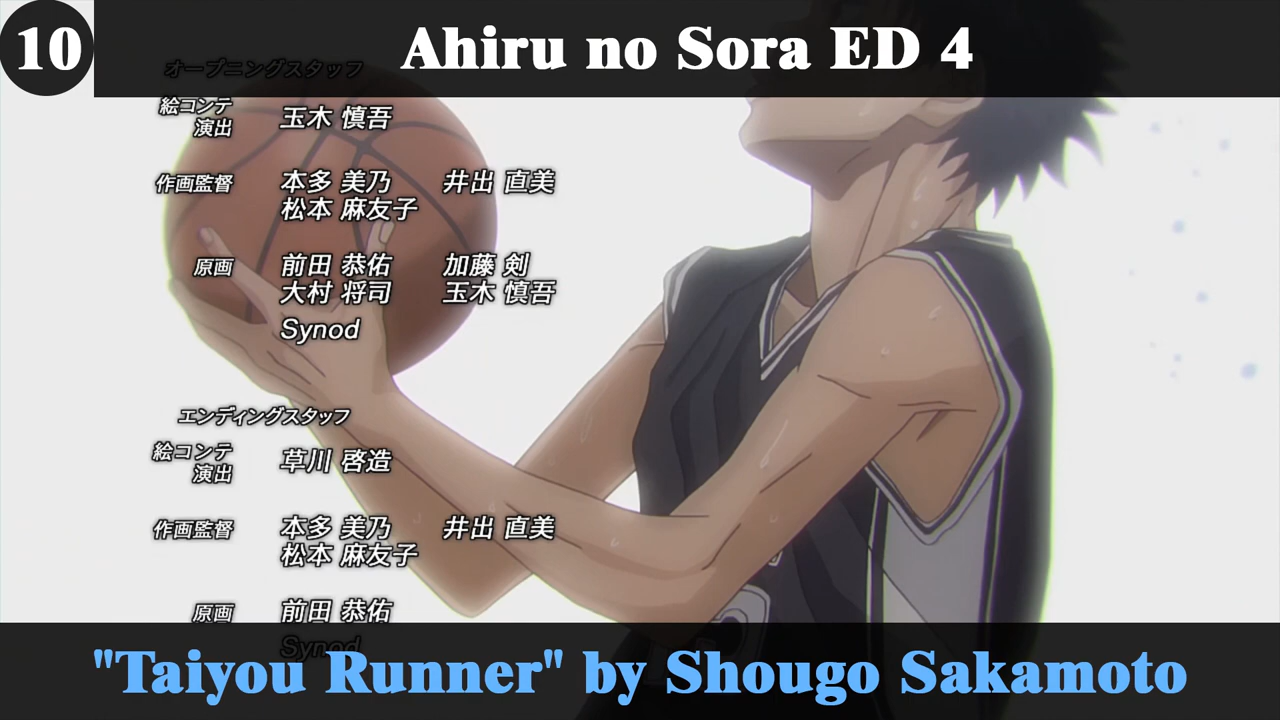 10
Ahiru no Sora ED 4
オープニングスタッフ
絵コンテ
演出
玉木 慎吾
作画監督
本多 美乃 井出 直美
松本 麻友子
原画
前田 恭佑 加藤 剣
大村 将司 玉木 慎吾
Synod
エンディングスタッフ
絵コンテ
演出
草川 啓造
作画監督
本多 美乃 井出 直美
松本 麻友子
原画
前田 恭佑
Synod
"Taiyou Runner" by Shougo Sakamoto